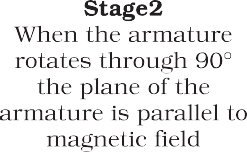 Stage2
When the armature
rotates through 90°
the plane of the
armature is parallel to
magnetic field